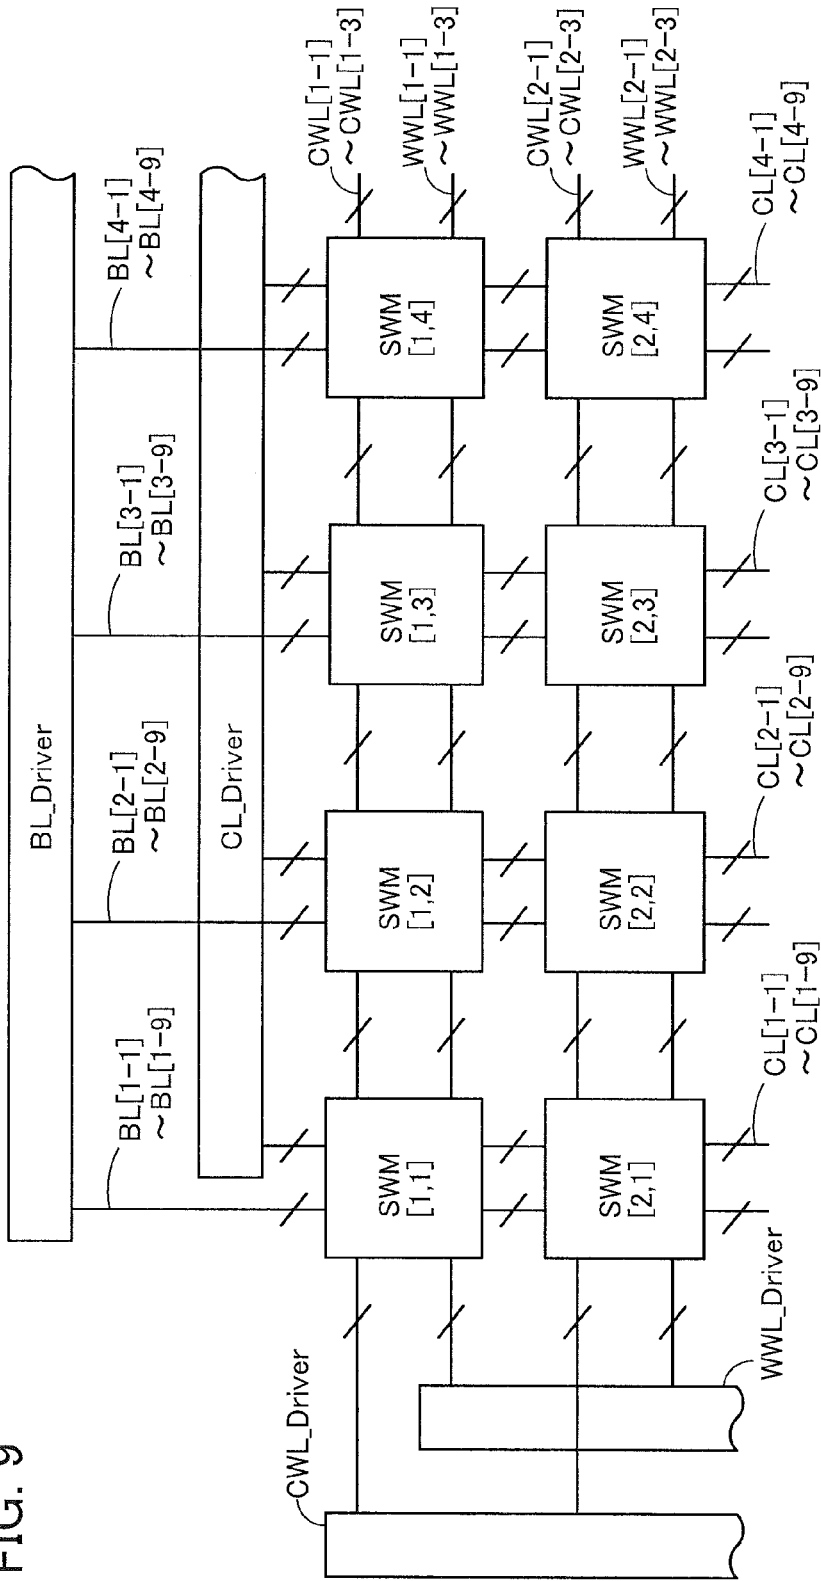 FIG. 9
BL_Driver
BL[1-1]
~BL[1-9]
BL[2-1]
~BL[2-9]
BL[3-1]
~BL[3-9]
BL[4-1]
~BL[4-9]
CL_Driver
CWL_Driver
SWM
[1,1]
SWM
[1,2]
SWM
[1,3]
SWM
[1,4]
CWL[1-1]
~CWL[1-3]
WWL[1-1]
~WWL[1-3]
SWM
[2,1]
SWM
[2,2]
SWM
[2,3]
SWM
[2,4]
CWL[2-1]
~CWL[2-3]
WWL[2-1]
~WWL[2-3]
WWL_Driver
CL[1-1]
~CL[1-9]
CL[2-1]
~CL[2-9]
CL[3-1]
~CL[3-9]
CL[4-1]
~CL[4-9]